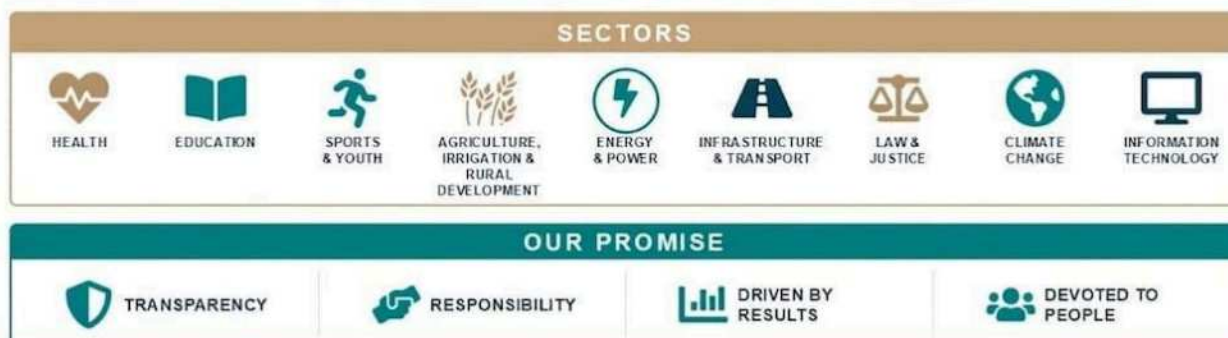 SECTORS
HEALTH
EDUCATION
SPORTS
& YOUTH
AGRICULTURE,
IRRIGATION &
RURAL
DEVELOPMENT
ENERGY
& POWER
INFRASTRUCTURE
& TRANSPORT
LAW &
JUSTICE
CLIMATE
CHANGE
INFORMATION
TECHNOLOGY
OUR PROMISE
TRANSPARENCY
RESPONSIBILITY
DRIVEN BY
RESULTS
DEVOTED TO
PEOPLE